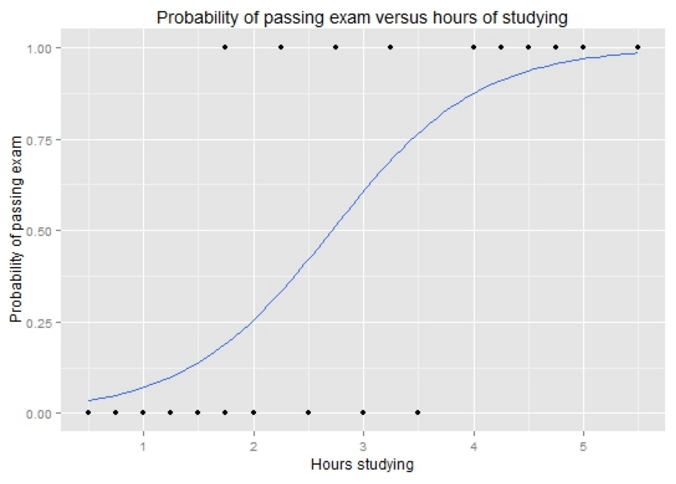 Probability of passing exam versus hours of studying
1.00
0.75
0.50
0.25
0.00
Probability of passing exam
1 2 3 4 5
Hours studying